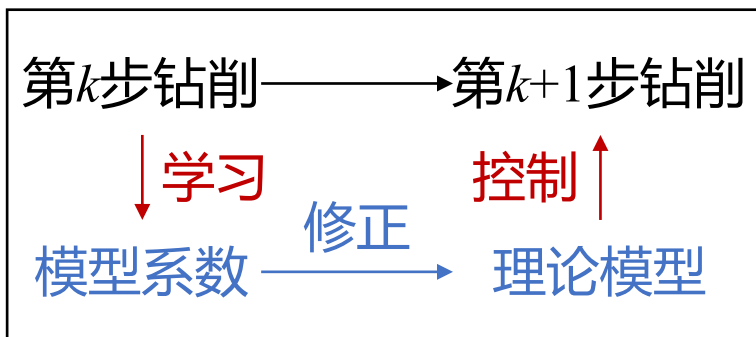 第k步钻削
第k+1步钻削
学习
控制
修正
模型系数
理论模型